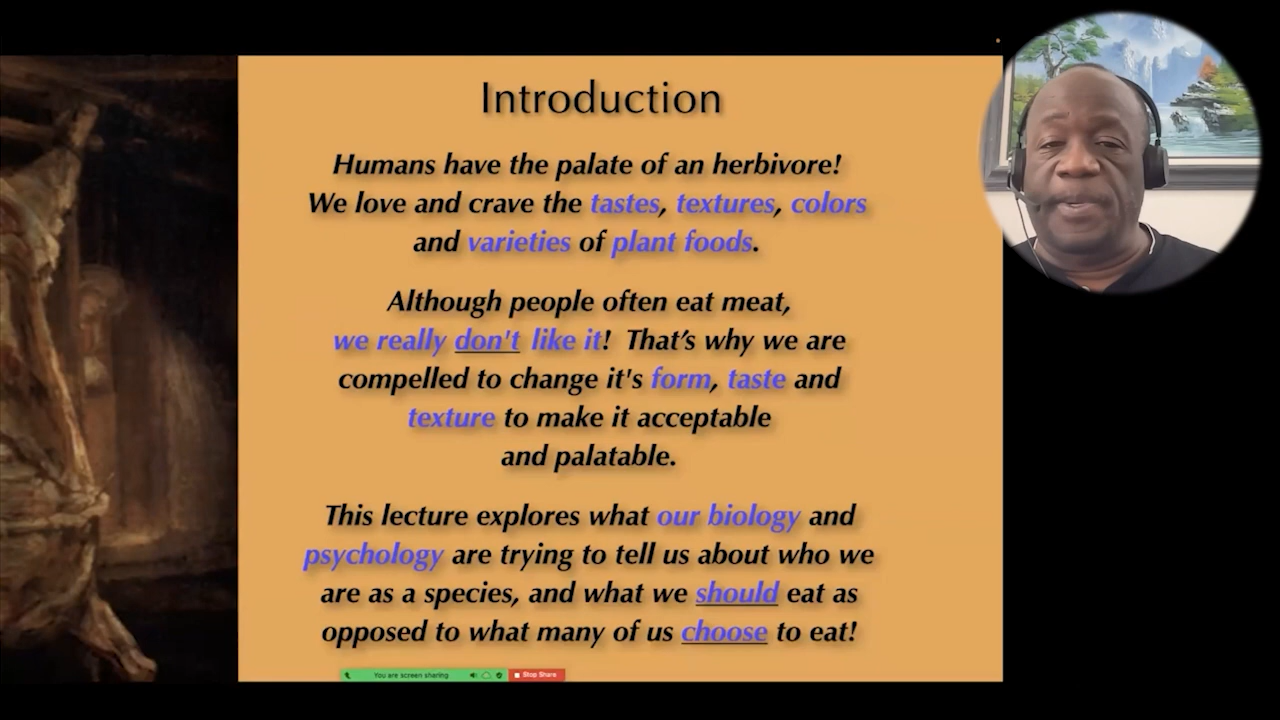 Introduction
Humans have the palate of an herbivore!
We love and crave the tastes, textures, colors
and varieties of plant foods.
Although people often eat meat,
we really don't like it! That’s why we are
compelled to change it's form, taste and
texture to make it acceptable
and palatable.
This lecture explores what our biology and
psychology are trying to tell us about who we
are as a species, and what we should eat as
opposed to what many of us choose to eat!
You are screen sharing
Stop Share